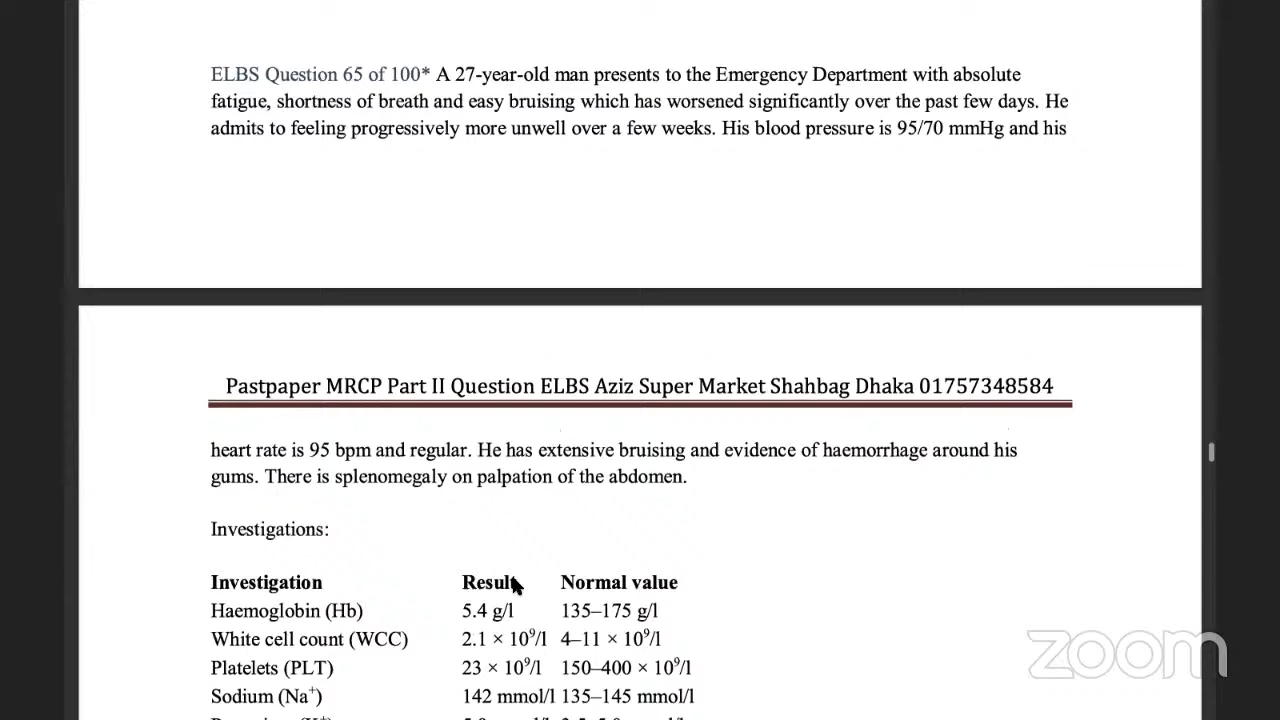 ELBS Question 65 of 100* A 27-year-old man presents to the Emergency Department with absolute
fatigue, shortness of breath and easy bruising which has worsened significantly over the past few days. He
admits to feeling progressively more unwell over a few weeks. His blood pressure is 95/70 mmHg and his
Pastpaper MRCP Part II Question ELBS Aziz Super Market Shahbag Dhaka 01757348584
heart rate is 95 bpm and regular. He has extensive bruising and evidence of haemorrhage around his
gums. There is splenomegaly on palpation of the abdomen.
Investigations:
Investigation Result Normal value
Haemoglobin (Hb) 5.4 g/l 135–175 g/l
White cell count (WCC) 2.1 × 10⁹/l 4–11 × 10⁹/l
Platelets (PLT) 23 × 10⁹/l 150–400 × 10⁹/l
Sodium (Na⁺) 142 mmol/l 135–145 mmol/l
zoom